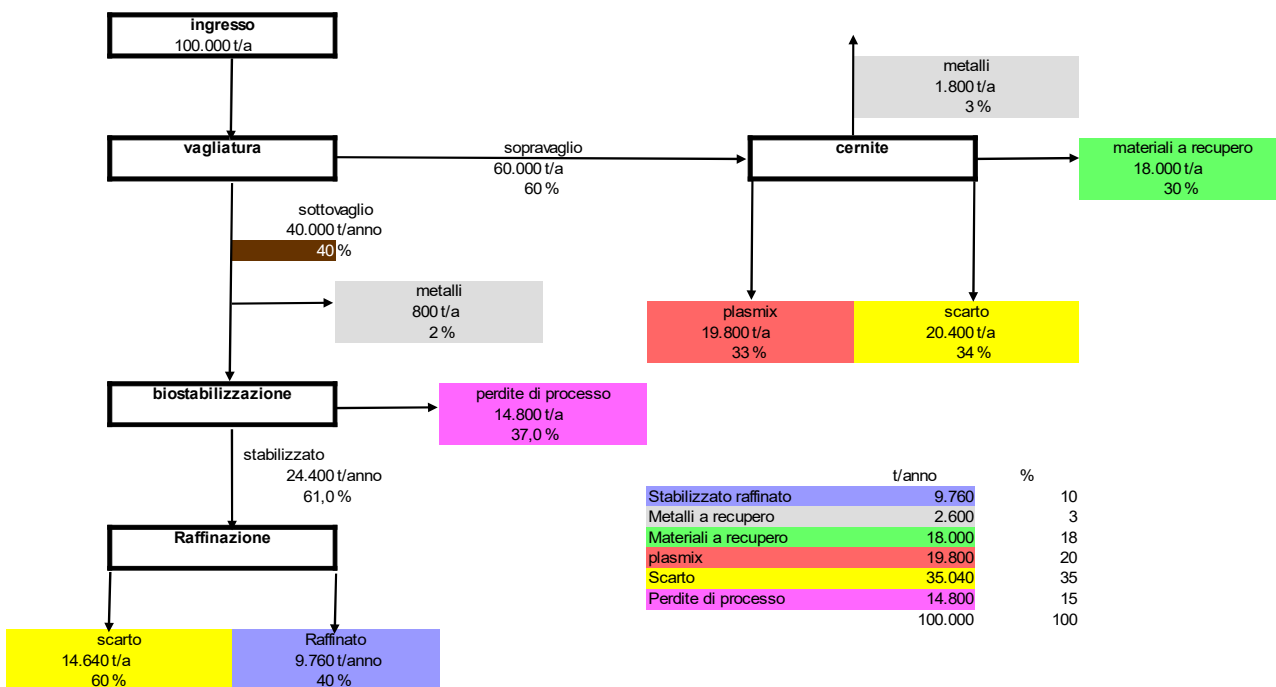 ingresso
100.000 t/a
metalli
1.800 t/a
3 %
vagliatura
sopravaglio
60.000 t/a
60 %
cernite
materiali a recupero
18.000 t/a
30 %
sottovaglio
40.000 t/anno
40 %
metalli
800 t/a
2 %
plasmix
19.800 t/a
33 %
scarto
20.400 t/a
34 %
biostabilizzazione
perdite di processo
14.800 t/a
37,0 %
stabilizzato
24.400 t/anno
61,0 %
Raffinazione
scarto
14.640 t/a
60 %
Raffinato
9.760 t/anno
40 %
t/anno %
Stabilizzato raffinato 9.760 10
Metalli a recupero 2.600 3
Materiali a recupero 18.000 18
plasmix 19.800 20
Scarto 35.040 35
Perdite di processo 14.800 15
100.000 100